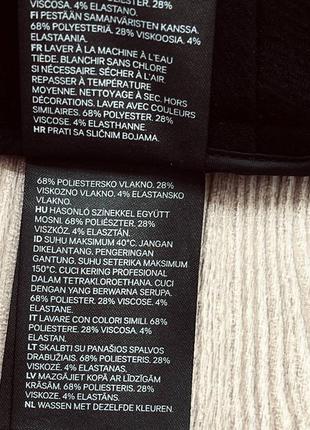 28% VISCOSA. 4% ELASTANO.
FI PESTÄÄN SAMANVÄRISTEN KANSSA.
68% POLYESTERIÄ. 28% VISKOOSIA. 4%
ELASTAANIA.
FR LAVER À LA MACHINE À L'EAU
TIÈDE. BLANCHIR SANS CHLORE
SI NÉCESSAIRE. SÉCHER À L'AIR
REPASSER À TEMPÉRATURE
MOYENNE. NETTOYAGE À SEC. HORS
DÉCORATIONS. LAVER AVEC COULEURS
SIMILAIRES. 68% POLYESTER. 28%
VISCOSE. 4% ELASTHANNE.
HR PRATI SA SLIČNIM BOJAMA.
68% POLIESTERSKO VLAKNO. 28%
VISKOZNO VLAKNO. 4% ELASTANSKO
VLAKNO.
HU HASONLÓ SZÍNEKKEL EGYÜTT
MOSNI. 68% POLIÉSZTER. 28%
VISZKÓZ. 4% ELASZTÁN.
ID SUHU MAKSIMUM 40°C. JANGAN
DIKELANTANG. PENGERINGAN
GANTUNG. SUHU SETERIKA MAKSIMUM
150°C. CUCI KERING PROFESIONAL
DALAM TETRAKLOROETHANA. CUCI
DENGAN YANG BERWARNA SERUPA.
68% POLIESTER. 28% VISCOSE. 4%
ELASTANE.
IT LAVARE CON COLORI SIMILI. 68%
POLIESTERE. 28% VISCOSA. 4%
ELASTAN.
LT SKALBTI SU PANAŠIOS SPALVOS
DRABUŽIAIS. 68% POLIESTERIS. 28%
VISKOZĖ. 4% ELASTANAS.
LV MAZGĀJIET KOPĀ AR LĪDZĪGĀM
KRĀSĀM. 68% POLIESTERIS. 28%
VISKOZE. 4% ELASTĀNS.
NL WASSEN MET DEZELFDE KLEUREN.